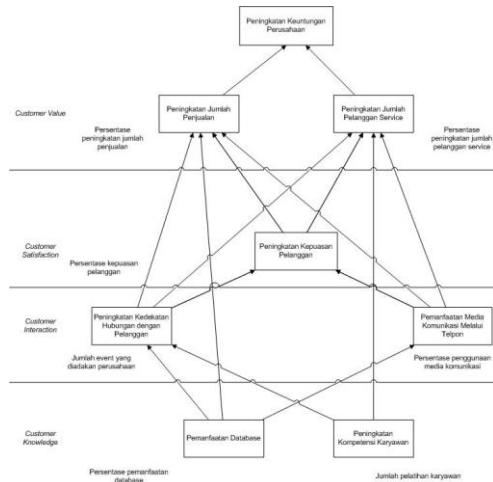 Peningkatan Keuntungan
Perusahaan
Customer Value
Peningkatan Jumlah
Penjualan
Peningkatan Jumlah
Pelanggan Service
Persentase
peningkatan jumlah
penjualan
Persentase
peningkatan jumlah
pelanggan service
Customer
Satisfaction
Peningkatan Kepuasan
Pelanggan
Persentase kepuasan
pelanggan
Customer
Interaction
Peningkatan Kedekatan
Hubungan dengan
Pelanggan
Pemanfaatan Media
Komunikasi Melalui
Telpon
Jumlah event yang
diadakan perusahaan
Persentase penggunaan
media komunikasi
Customer
Knowledge
Pemanfaatan Database
Peningkatan
Kompetensi Karyawan
Persentase pemanfaatan
database
Jumlah pelatihan karyawan